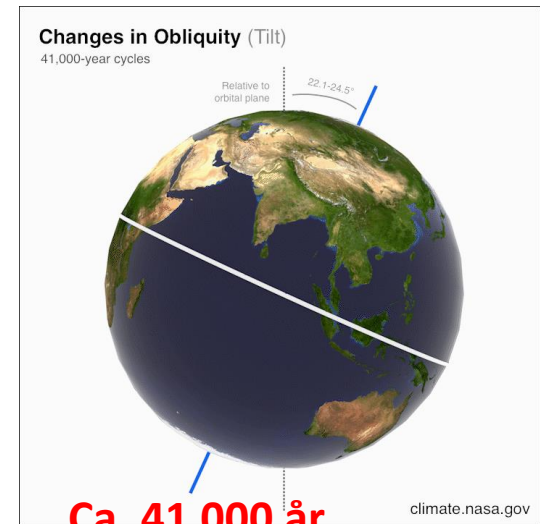 Changes in Obliquity (Tilt)
41,000-year cycles
Relative to
orbital plane
22.1-24.5°
Ca. 41.000 år
climate.nasa.gov